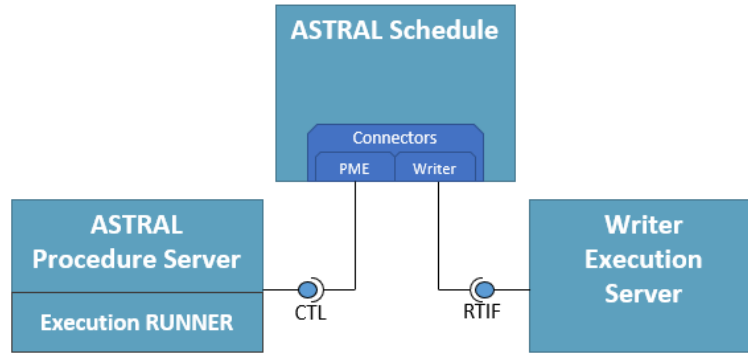 ASTRAL Schedule
Connectors
PME
Writer
ASTRAL
Procedure Server
Execution RUNNER
CTL
RTIF
Writer
Execution
Server